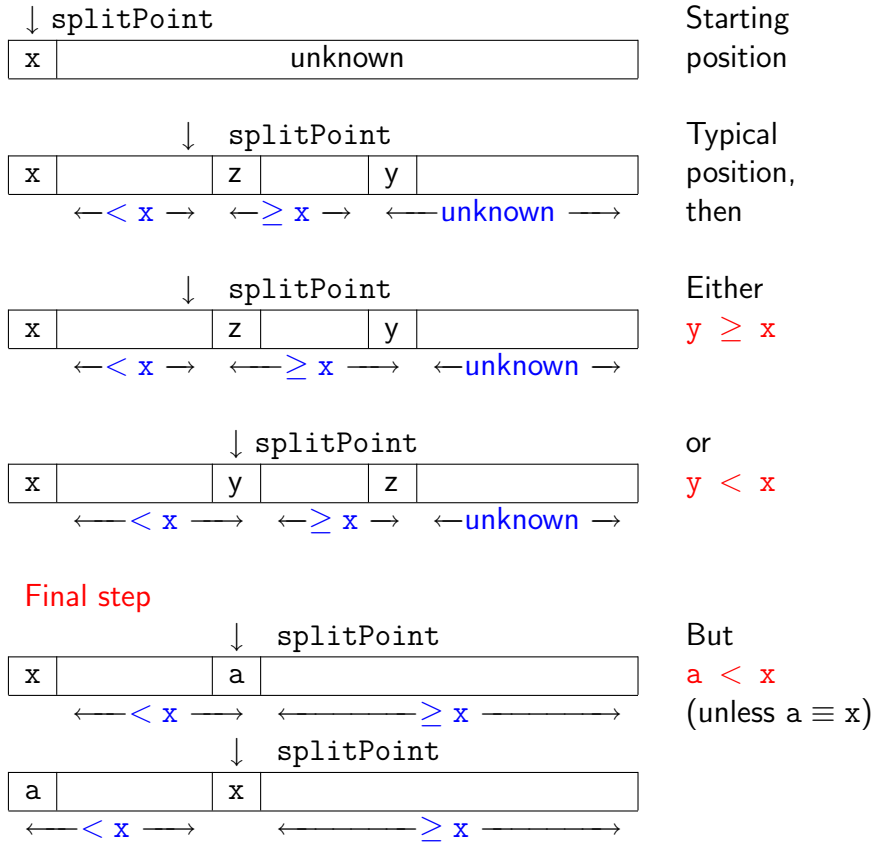 ↓ splitPoint Starting
x unknown position
↓ splitPoint Typical
x z y position,
←< x → ←≥ x → ←unknown → then
↓ splitPoint Either
x z y y ≥ x
←< x → ←≥ x → ←unknown →
↓ splitPoint or
x y z y < x
←< x → ←≥ x → ←unknown →
Final step
↓ splitPoint But
x a a < x
←< x → ←≥ x → (unless a ≡ x)
↓ splitPoint
a x
←< x → ←≥ x →